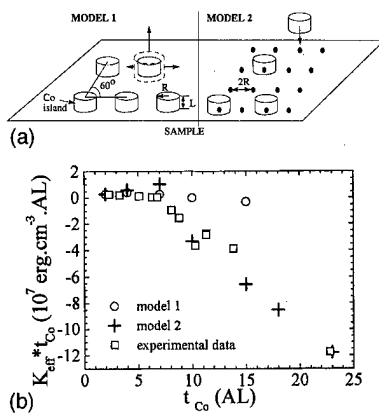 MODEL 1
MODEL 2
60°
R
L
2R
Co
island
SAMPLE
(a)
2
0
-2
-4
-6
-8
-10
-12
K_eff*t_Co (10^7 erg.cm^-3.AL)
model 1
model 2
experimental data
0 5 10 15 20 25
t_Co (AL)
(b)